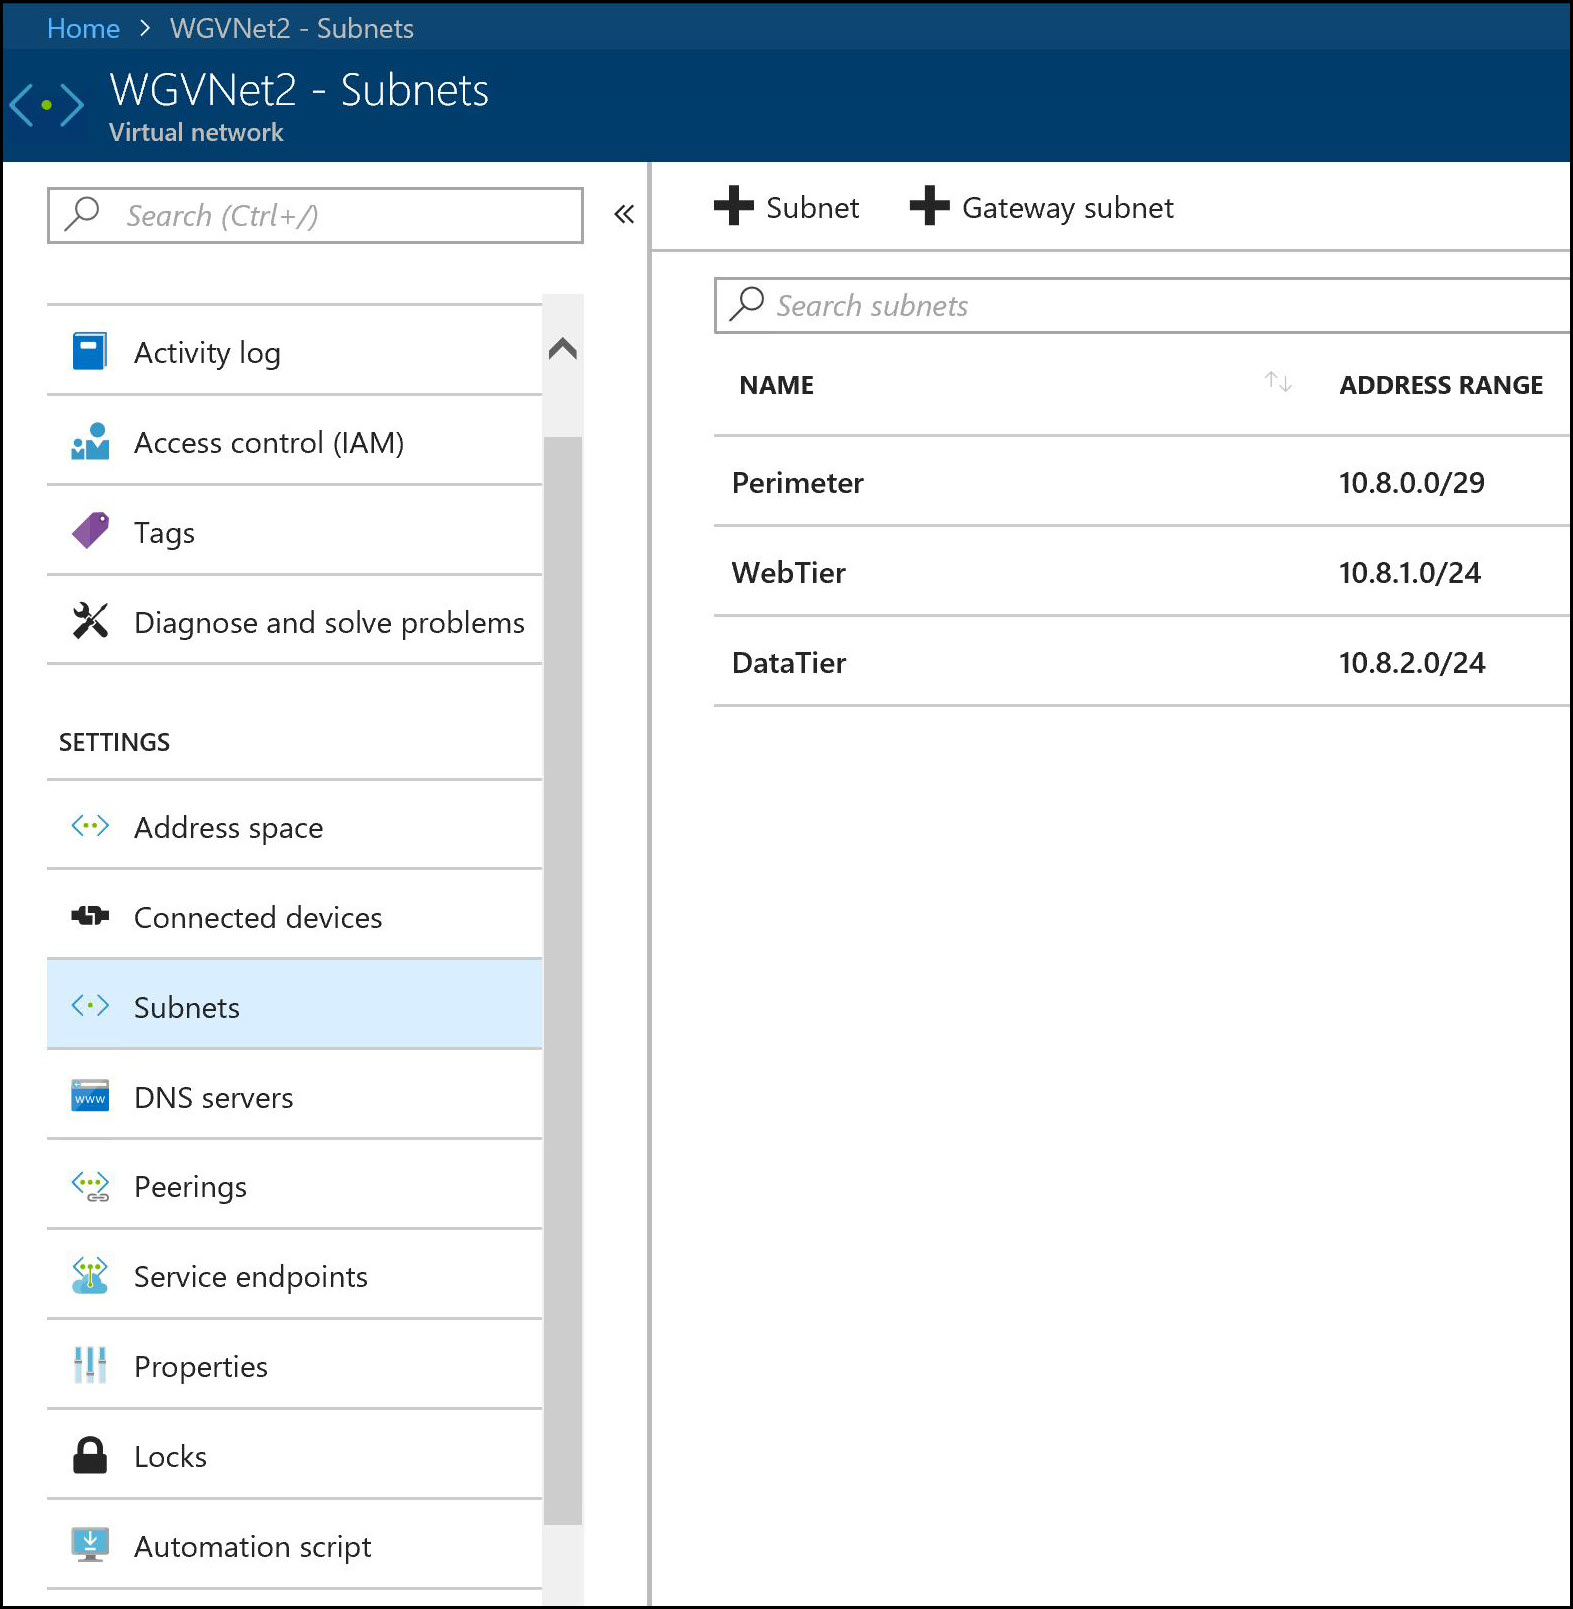 Home > WGVNet2 - Subnets
WGVNet2 - Subnets
Virtual network
Search (Ctrl+/)
Activity log
Access control (IAM)
Tags
Diagnose and solve problems
SETTINGS
Address space
Connected devices
Subnets
DNS servers
Peerings
Service endpoints
Properties
Locks
Automation script
Subnet
Gateway subnet
Search subnets
NAME ADDRESS RANGE
Perimeter 10.8.0.0/29
WebTier 10.8.1.0/24
DataTier 10.8.2.0/24